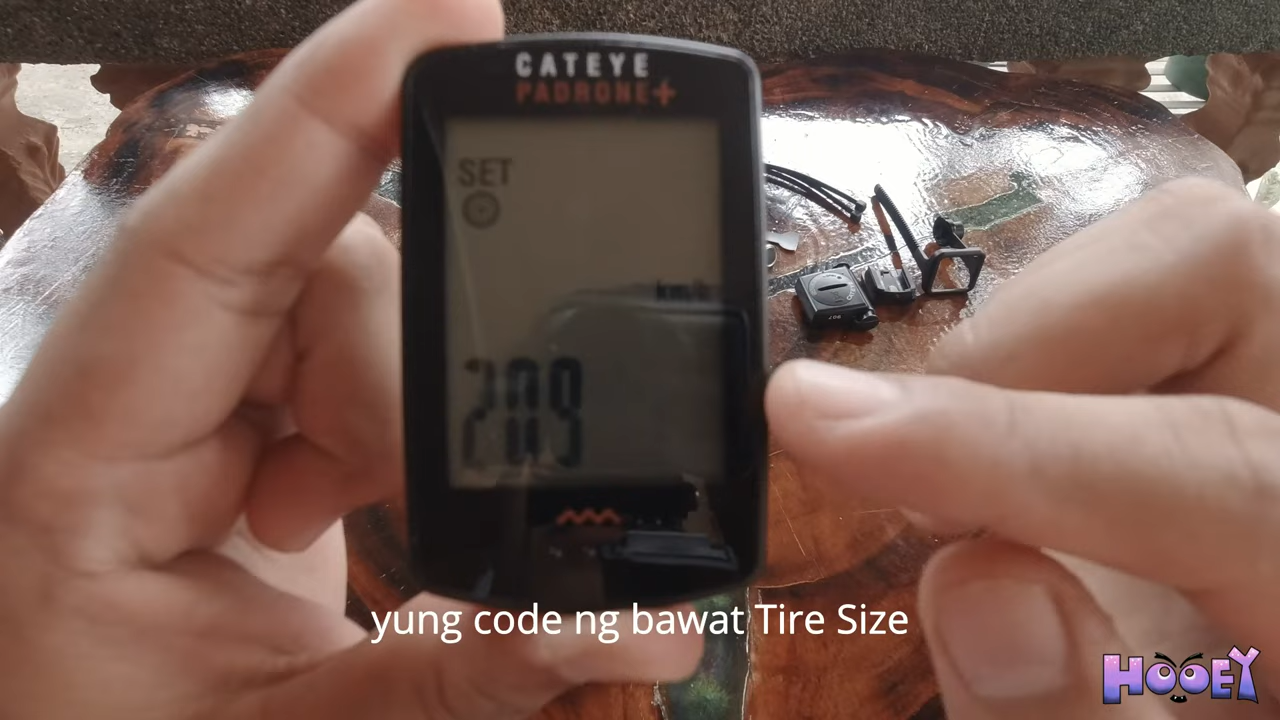 CATEYE
PADRONE+
SET
km/h
209
yung code ng bawat Tire Size
HOOEY